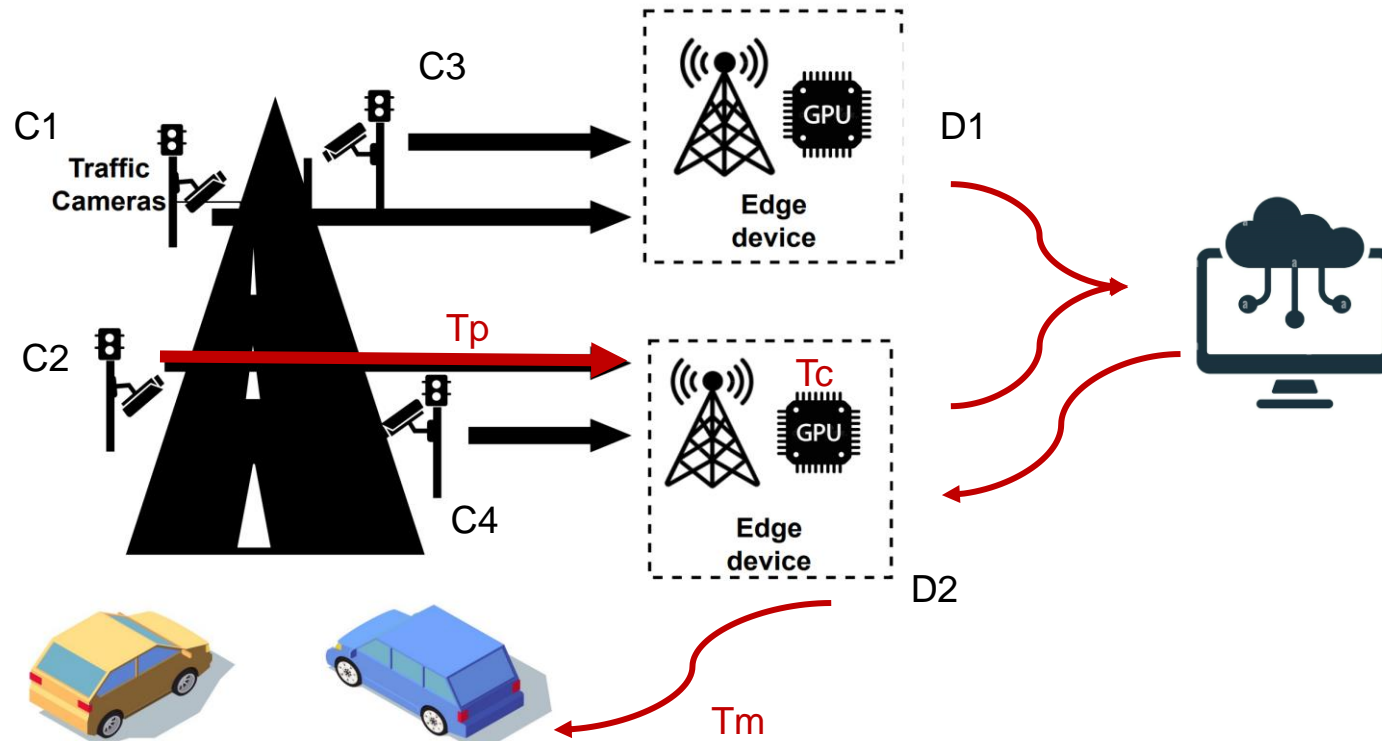 C3
C1
Traffic
Cameras
GPU
D1
Edge
device
a
a
a
a
Tp
C2
Tc
GPU
C4
Edge
device
D2
Tm